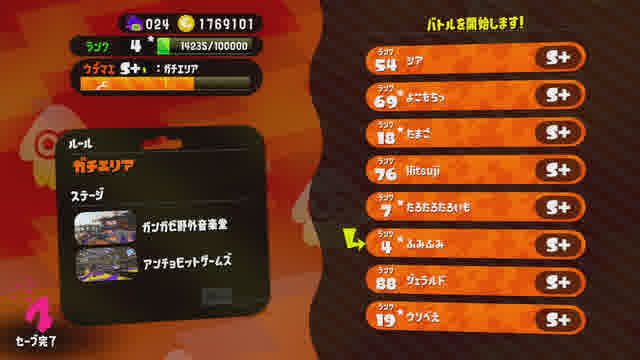 024 1769101
ランク 4★ 14235/100000
ウデマエ S+ : ガチエリア
ルール
ガチエリア
ステージ
ガンガゼ野外音楽堂
アンチョビットゲームズ
セーブ完了
バトルを開始します!
ランク 54 シア S+
ランク 69★ よこもちっ S+
ランク 18★ たまご S+
ランク 76 Hitsuji S+
ランク 7★ たろたろたろいも S+
ランク 4★ ふみふみ S+
ランク 88 ジェラルド S+
ランク 19★ ウソベえ S+